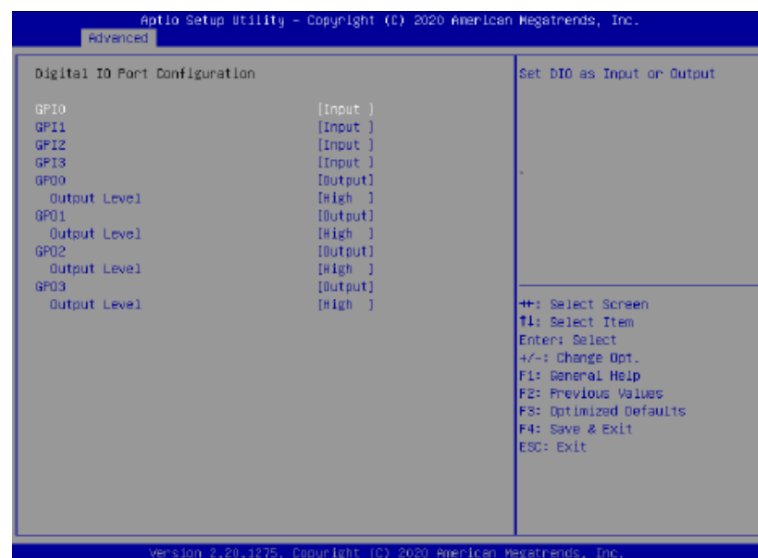 Aptio Setup Utility - Copyright (C) 2020 American Megatrends, Inc.
Advanced
Digital IO Port Configuration
GPI0 [Input ]
GPI1 [Input ]
GPI2 [Input ]
GPI3 [Input ]
GPO0 [Output]
Output Level [High ]
GPO1 [Output]
Output Level [High ]
GPO2 [Output]
Output Level [High ]
GPO3 [Output]
Output Level [High ]
Set DIO as Input or Output
→←: Select Screen
↑↓: Select Item
Enter: Select
+/-: Change Opt.
F1: General Help
F2: Previous Values
F3: Optimized Defaults
F4: Save & Exit
ESC: Exit
Version 2.20.1275. Copyright (C) 2020 American Megatrends, Inc.